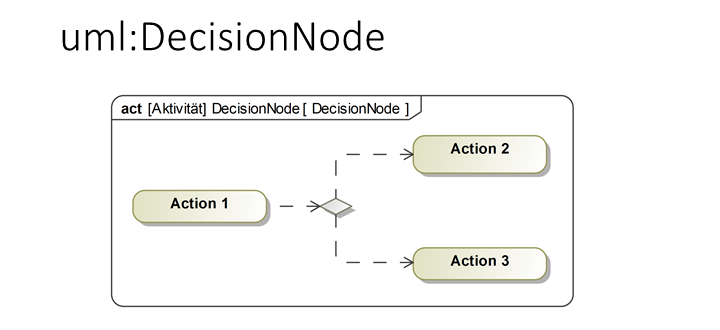 uml:DecisionNode
act [Aktivität] DecisionNode [ DecisionNode ]
Action 2
Action 1
Action 3